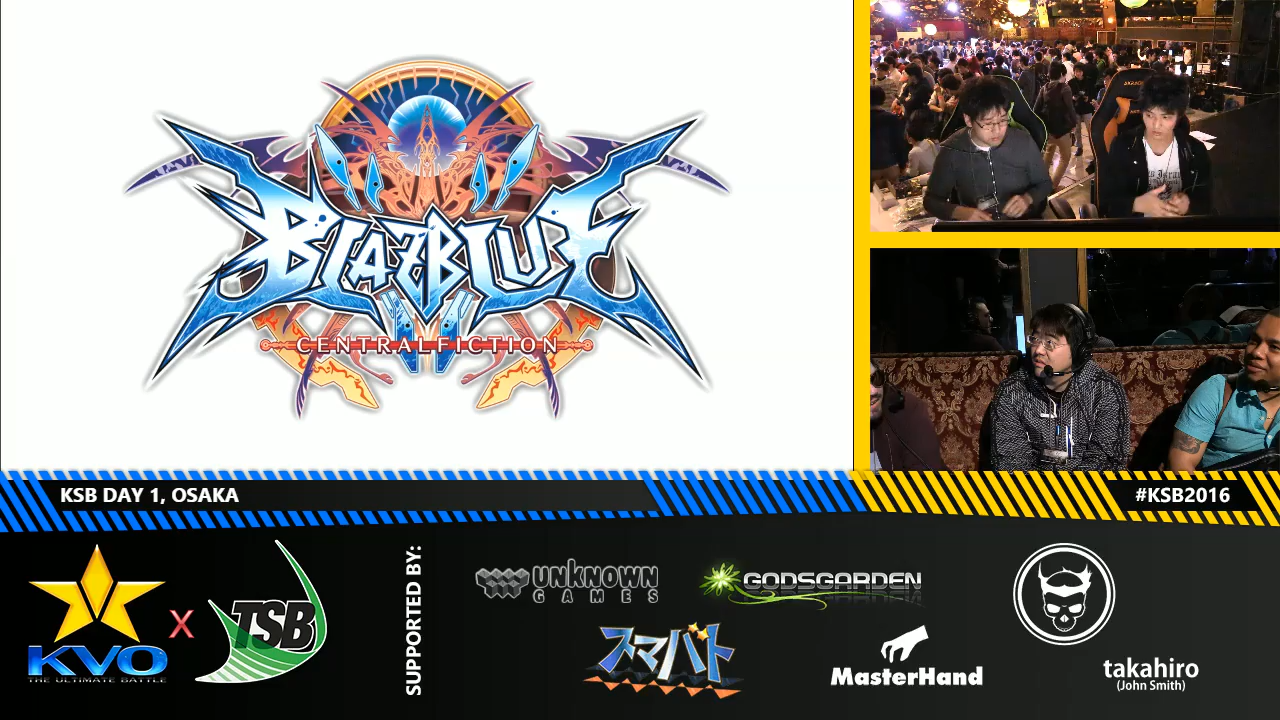 BLAZBLUE
CENTRALFICTION
KSB DAY 1, OSAKA
#KSB2016
KVO
THE ULTIMATE BATTLE
X
TSB
SUPPORTED BY:
UNKNOWN
GAMES
GODSGARDEN
スマバト
MasterHand
takahiro
(John Smith)